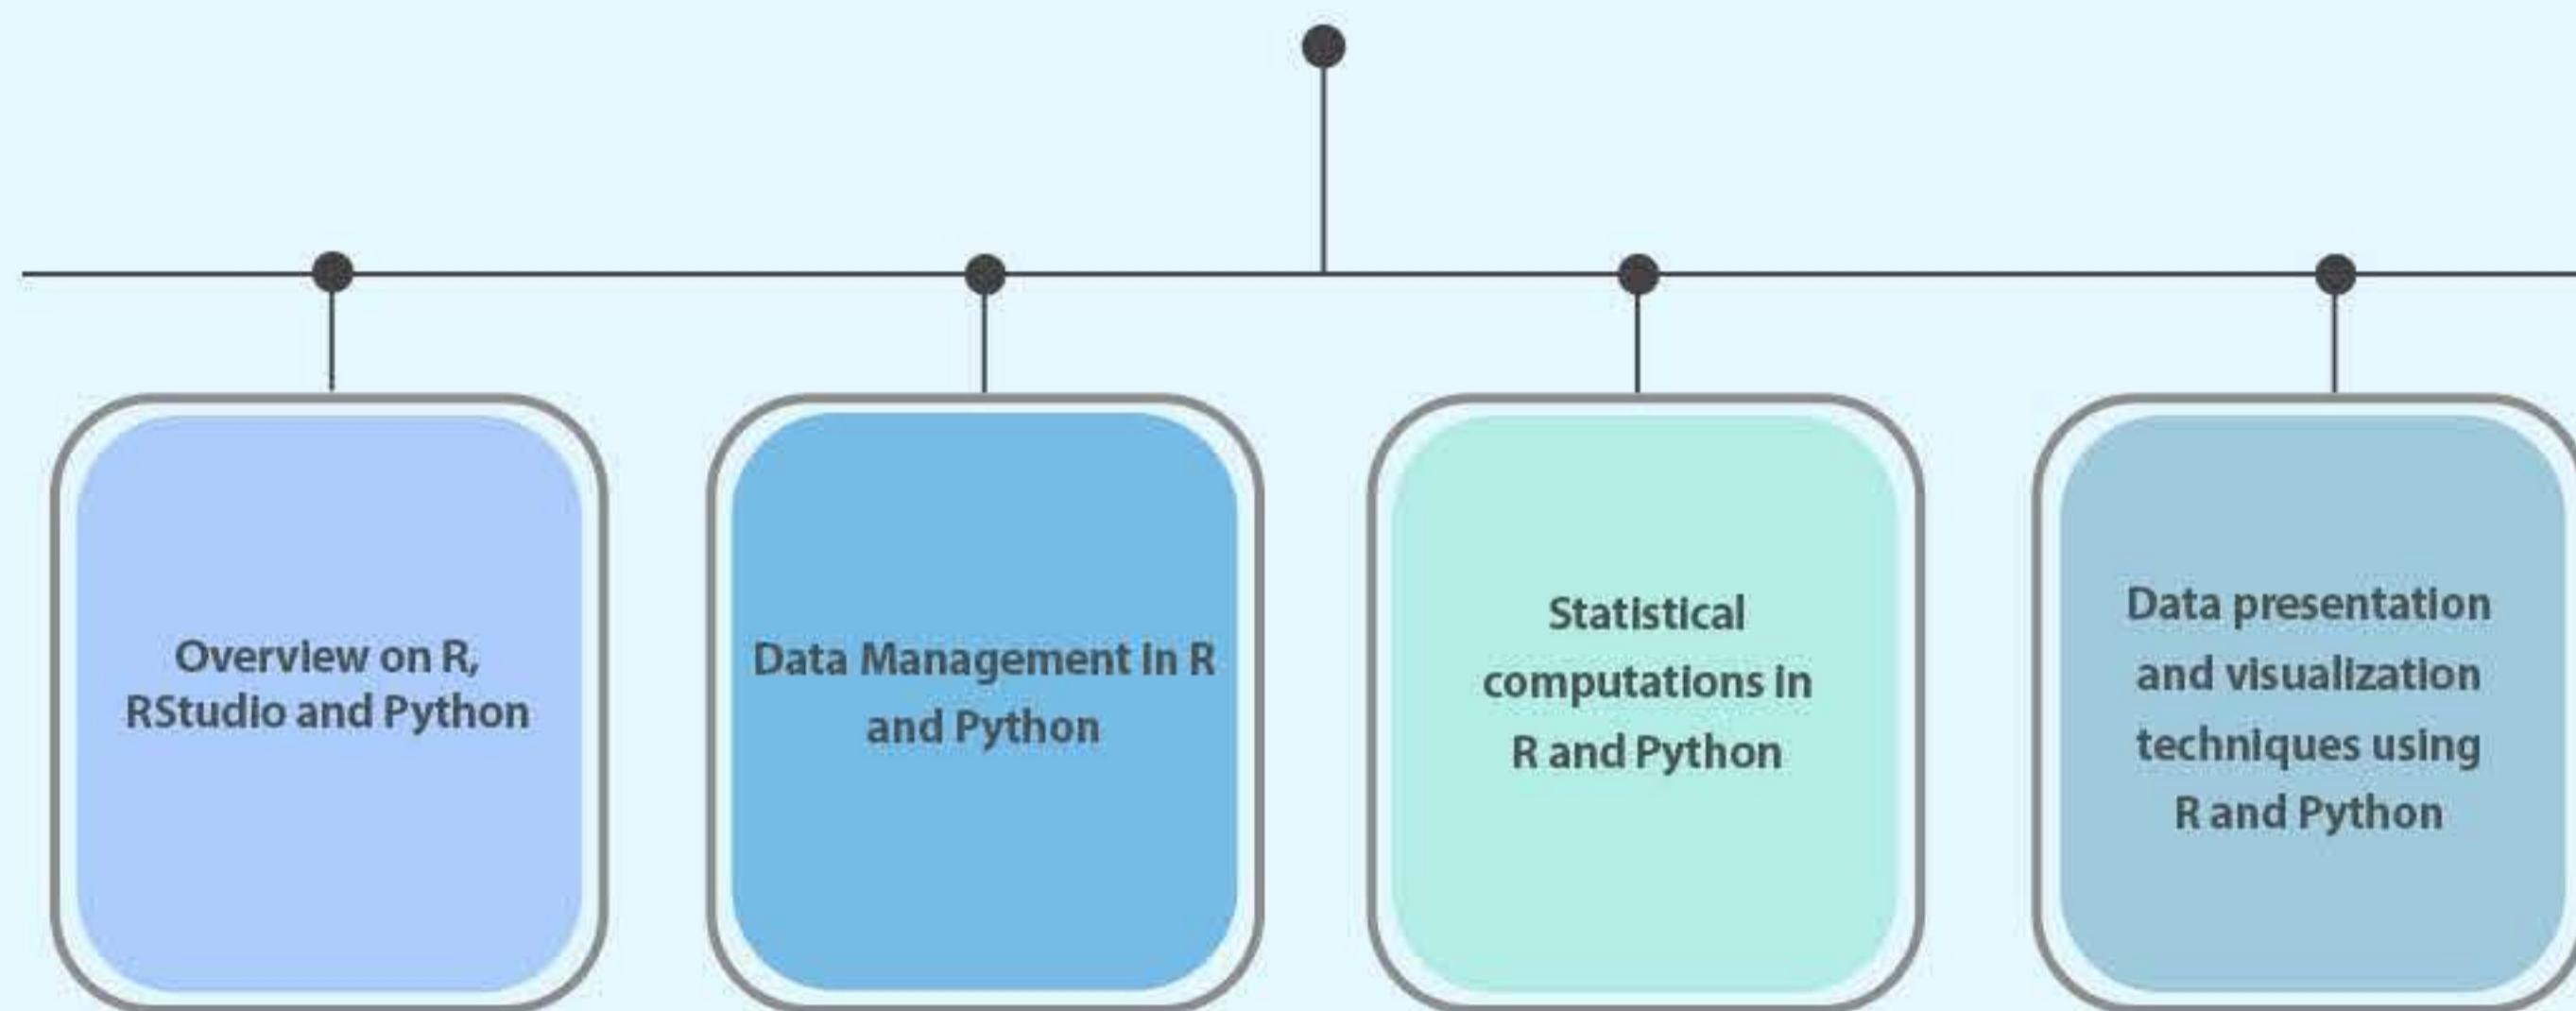 Overview on R,
RStudio and Python
Data Management in R
and Python
Statistical
computations in
R and Python
Data presentation
and visualization
techniques using
R and Python